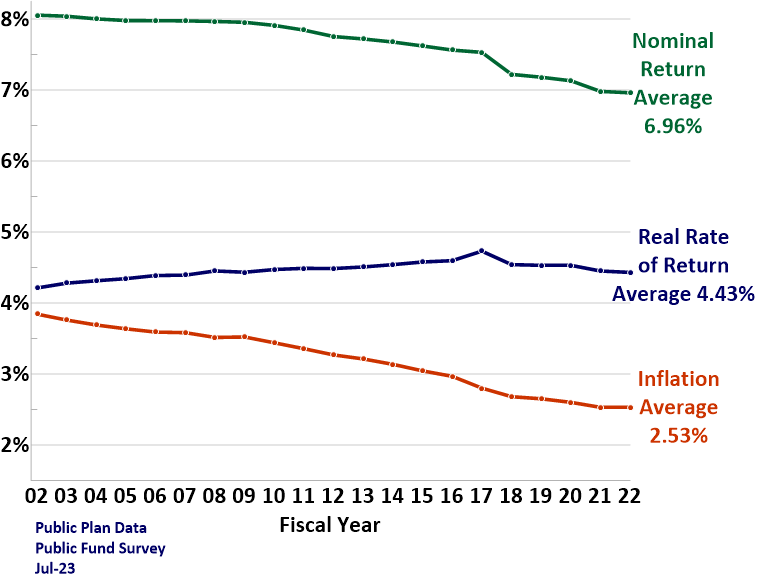 8%
7%
6%
5%
4%
3%
2%
Nominal
Return
Average
6.96%
Real Rate
of Return
Average 4.43%
Inflation
Average
2.53%
02 03 04 05 06 07 08 09 10 11 12 13 14 15 16 17 18 19 20 21 22
Fiscal Year
Public Plan Data
Public Fund Survey
Jul-23